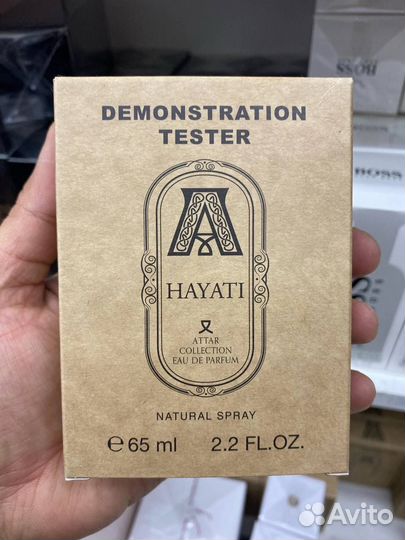 DEMONSTRATION
TESTER
A
HAYATI
ATTAR
COLLECTION
EAU DE PARFUM
NATURAL SPRAY
℮ 65 ml 2.2 FL.OZ.
BOSS
BOSS
Avito